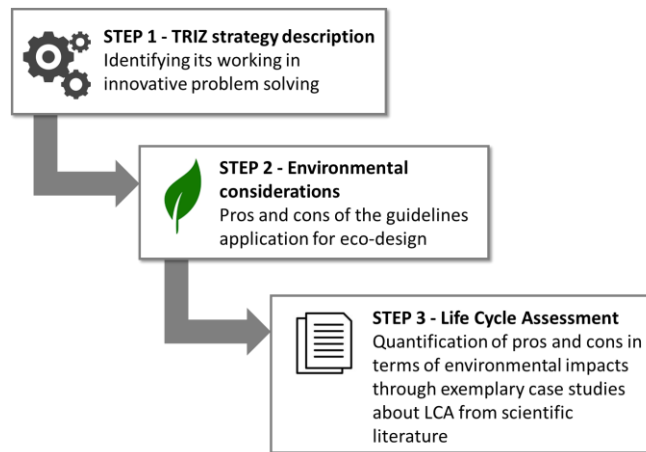 STEP 1 - TRIZ strategy description
Identifying its working in
innovative problem solving
STEP 2 - Environmental
considerations
Pros and cons of the guidelines
application for eco-design
STEP 3 - Life Cycle Assessment
Quantification of pros and cons in
terms of environmental impacts
through exemplary case studies
about LCA from scientific
literature